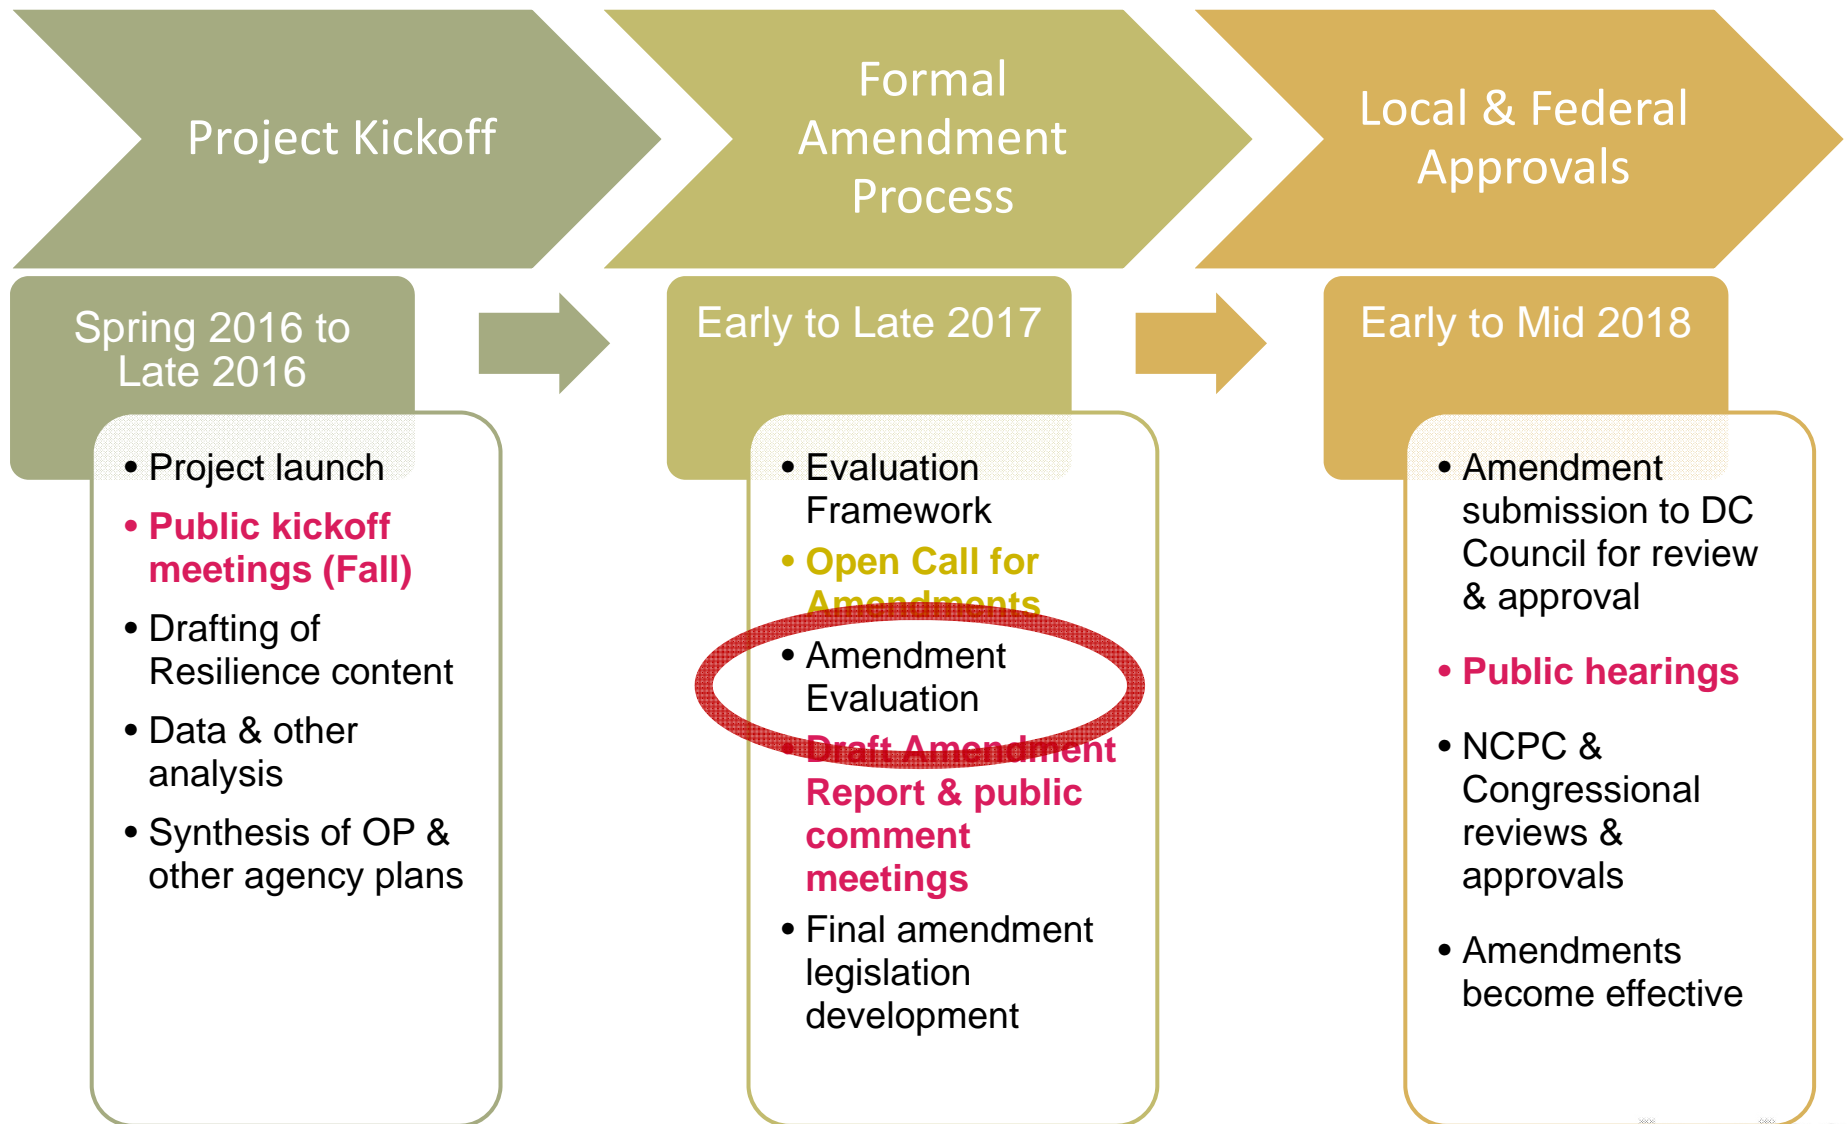 Project Kickoff
Formal
Amendment
Process
Local & Federal
Approvals
Spring 2016 to
Late 2016
• Project launch
• Public kickoff
meetings (Fall)
• Drafting of
Resilience content
• Data & other
analysis
• Synthesis of OP &
other agency plans
Early to Late 2017
• Evaluation
Framework
• Open Call for
Amendments
• Amendment
Evaluation
• Draft Amendment
Report & public
comment
meetings
• Final amendment
legislation
development
Early to Mid 2018
• Amendment
submission to DC
Council for review
& approval
• Public hearings
• NCPC &
Congressional
reviews &
approvals
• Amendments
become effective